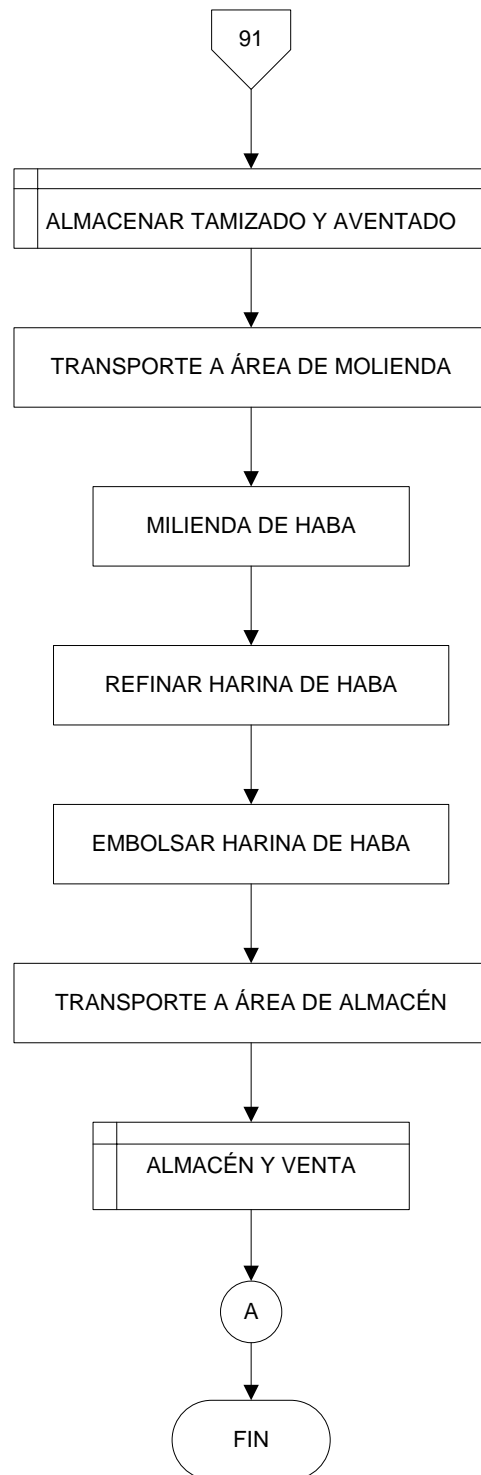 91
ALMACENAR TAMIZADO Y AVENTADO
TRANSPORTE A ÁREA DE MOLIENDA
MILIENDA DE HABA
REFINAR HARINA DE HABA
EMBOLSAR HARINA DE HABA
TRANSPORTE A ÁREA DE ALMACÉN
ALMACÉN Y VENTA
A
FIN